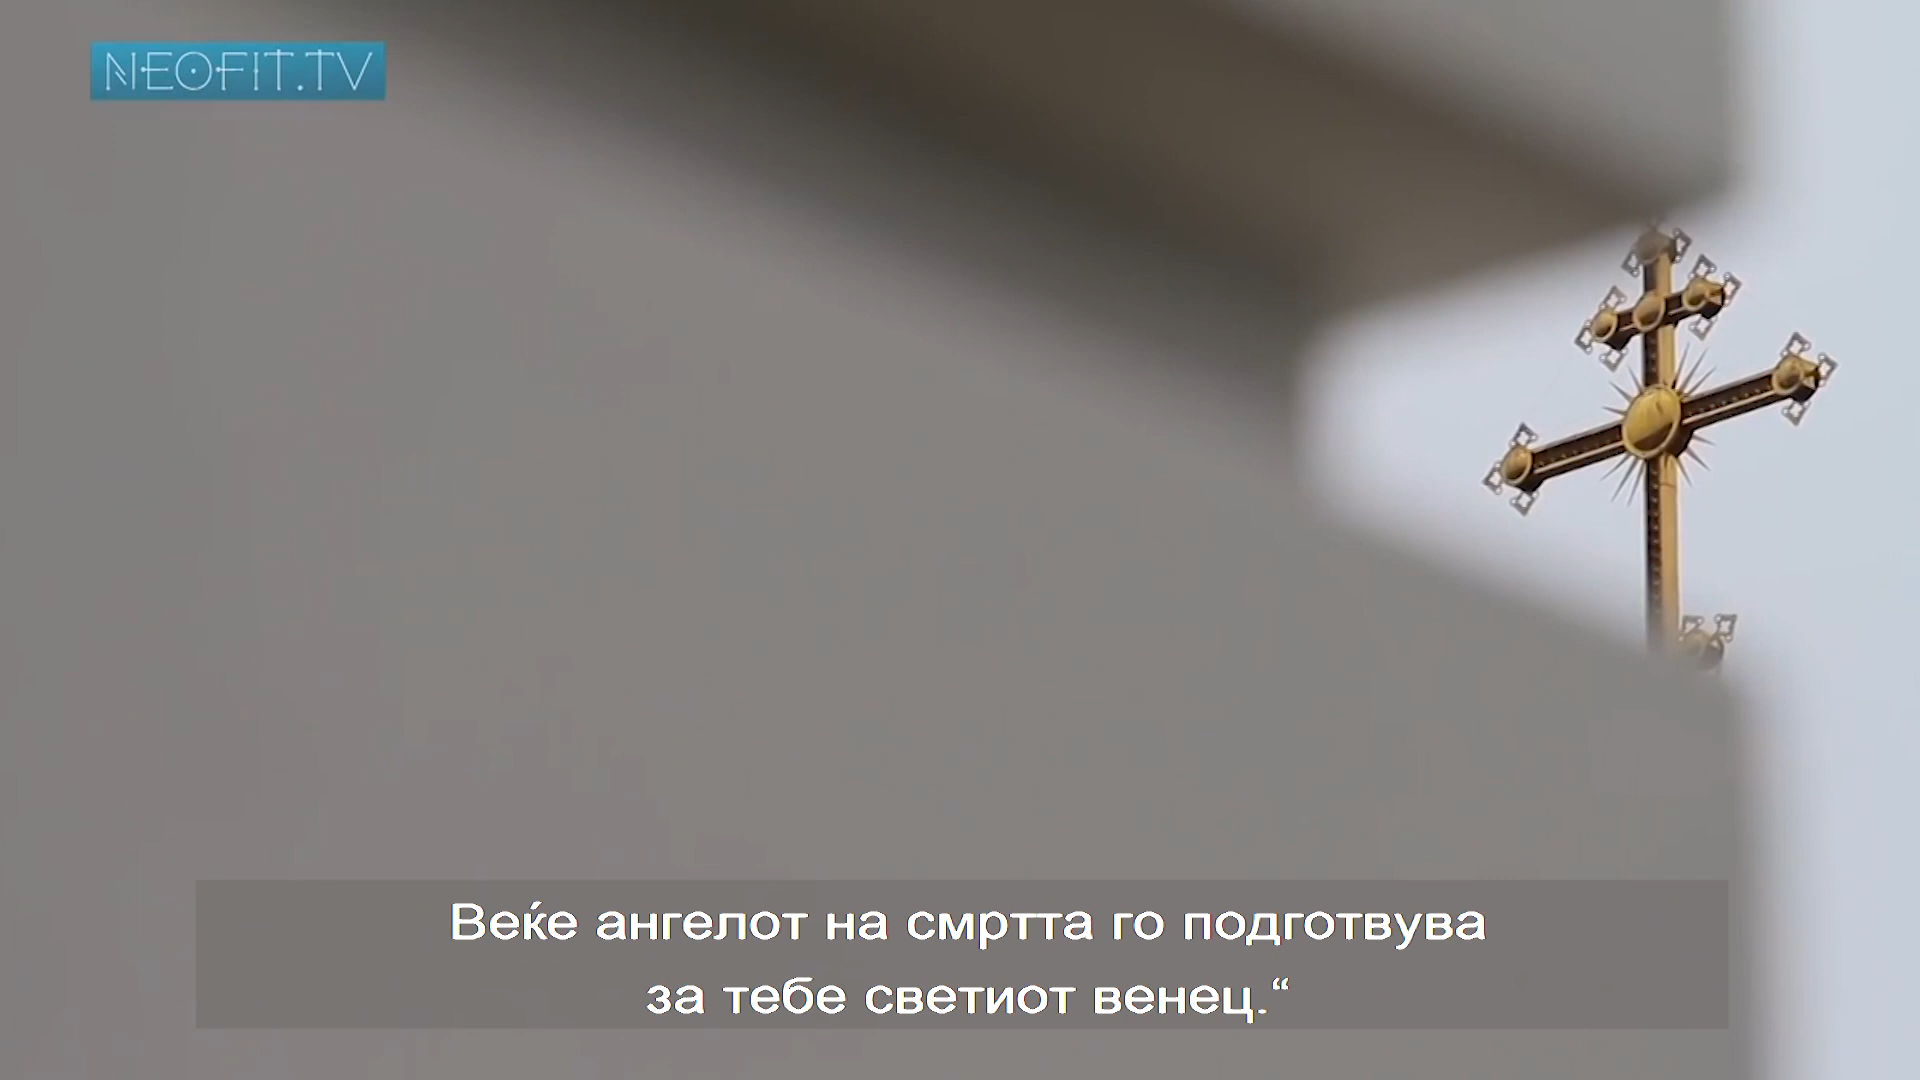 NEOFIT.TV
Веќе ангелот на смртта го подготвува
за тебе светиот венец.“